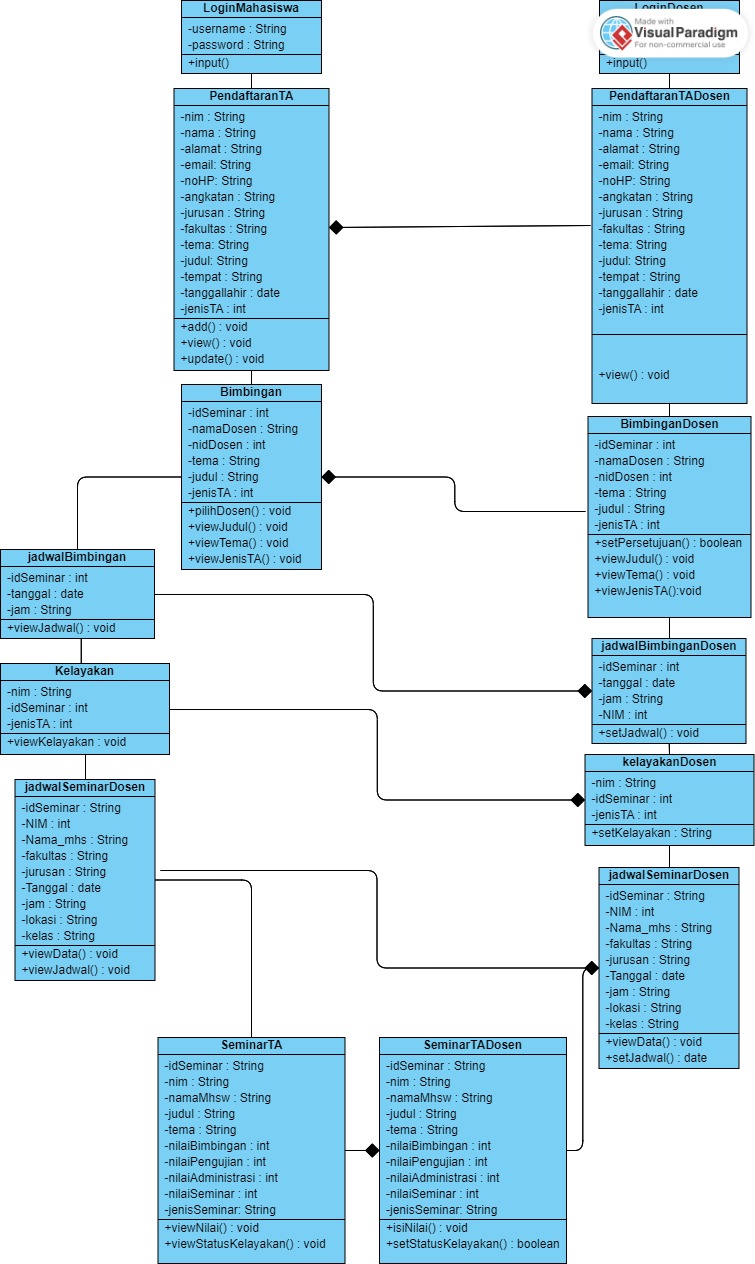 LoginMahasiswa
-username : String
-password : String
+input()
LoginDosen
Made with
VisualParadigm
For non-commercial use
+input()
PendaftaranTA
-nim : String
-nama : String
-alamat : String
-email: String
-noHP: String
-angkatan : String
-jurusan : String
-fakultas : String
-tema: String
-judul: String
-tempat : String
-tanggallahir : date
-jenisTA : int
+add() : void
+view() : void
+update() : void
PendaftaranTADosen
-nim : String
-nama : String
-alamat : String
-email: String
-noHP: String
-angkatan : String
-jurusan : String
-fakultas : String
-tema: String
-judul: String
-tempat : String
-tanggallahir : date
-jenisTA : int
+view() : void
Bimbingan
-idSeminar : int
-namaDosen : String
-nidDosen : int
-tema : String
-judul : String
-jenisTA : int
+pilihDosen() : void
+viewJudul() : void
+viewTema() : void
+viewJenisTA() : void
BimbinganDosen
-idSeminar : int
-namaDosen : String
-nidDosen : int
-tema : String
-judul : String
-jenisTA : int
+setPersetujuan() : boolean
+viewJudul() : void
+viewTema() : void
+viewJenisTA():void
jadwalBimbingan
-idSeminar : int
-tanggal : date
-jam : String
+viewJadwal() : void
jadwalBimbinganDosen
-idSeminar : int
-tanggal : date
-jam : String
-NIM : int
+setJadwal() : void
Kelayakan
-nim : String
-idSeminar : int
-jenisTA : int
+viewKelayakan : void
kelayakanDosen
-nim : String
-idSeminar : int
-jenisTA : int
+setKelayakan : String
jadwalSeminarDosen
-idSeminar : String
-NIM : int
-Nama_mhs : String
-fakultas : String
-jurusan : String
-Tanggal : date
-jam : String
-lokasi : String
-kelas : String
+viewData() : void
+viewJadwal() : void
jadwalSeminarDosen
-idSeminar : String
-NIM : int
-Nama_mhs : String
-fakultas : String
-jurusan : String
-Tanggal : date
-jam : String
-lokasi : String
-kelas : String
+viewData() : void
+setJadwal() : date
SeminarTA
-idSeminar : String
-nim : String
-namaMhsw : String
-judul : String
-tema : String
-nilaiBimbingan : int
-nilaiPengujian : int
-nilaiAdministrasi : int
-nilaiSeminar : int
-jenisSeminar: String
+viewNilai() : void
+viewStatusKelayakan() : void
SeminarTADosen
-idSeminar : String
-nim : String
-namaMhsw : String
-judul : String
-tema : String
-nilaiBimbingan : int
-nilaiPengujian : int
-nilaiAdministrasi : int
-nilaiSeminar : int
-jenisSeminar: String
+isiNilai() : void
+setStatusKelayakan() : boolean